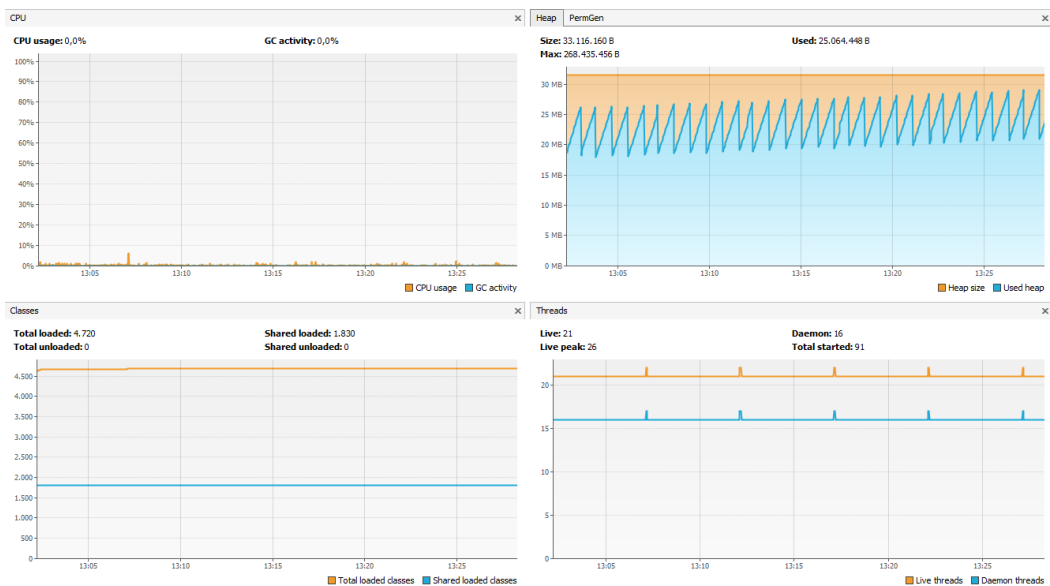 CPU
CPU usage: 0,0% GC activity: 0,0%
100%
90%
80%
70%
60%
50%
40%
30%
20%
10%
0%
13:05 13:10 13:15 13:20 13:25
CPU usage GC activity
Heap PermGen
Size: 33.116.160 B Used: 25.064.448 B
Max: 268.435.456 B
30 MB
25 MB
20 MB
15 MB
10 MB
5 MB
0 MB
13:05 13:10 13:15 13:20 13:25
Heap size Used heap
Classes
Total loaded: 4.720 Shared loaded: 1.830
Total unloaded: 0 Shared unloaded: 0
4.500
4.000
3.500
3.000
2.500
2.000
1.500
1.000
500
0
13:05 13:10 13:15 13:20 13:25
Total loaded classes Shared loaded classes
Threads
Live: 21 Daemon: 16
Live peak: 26 Total started: 91
20
15
10
5
0
13:05 13:10 13:15 13:20 13:25
Live threads Daemon threads